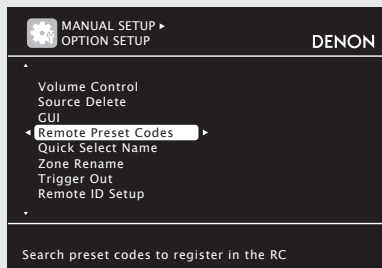 MANUAL SETUP
OPTION SETUP
DENON
Volume Control
Source Delete
GUI
Remote Preset Codes
Quick Select Name
Zone Rename
Trigger Out
Remote ID Setup
Search preset codes to register in the RC